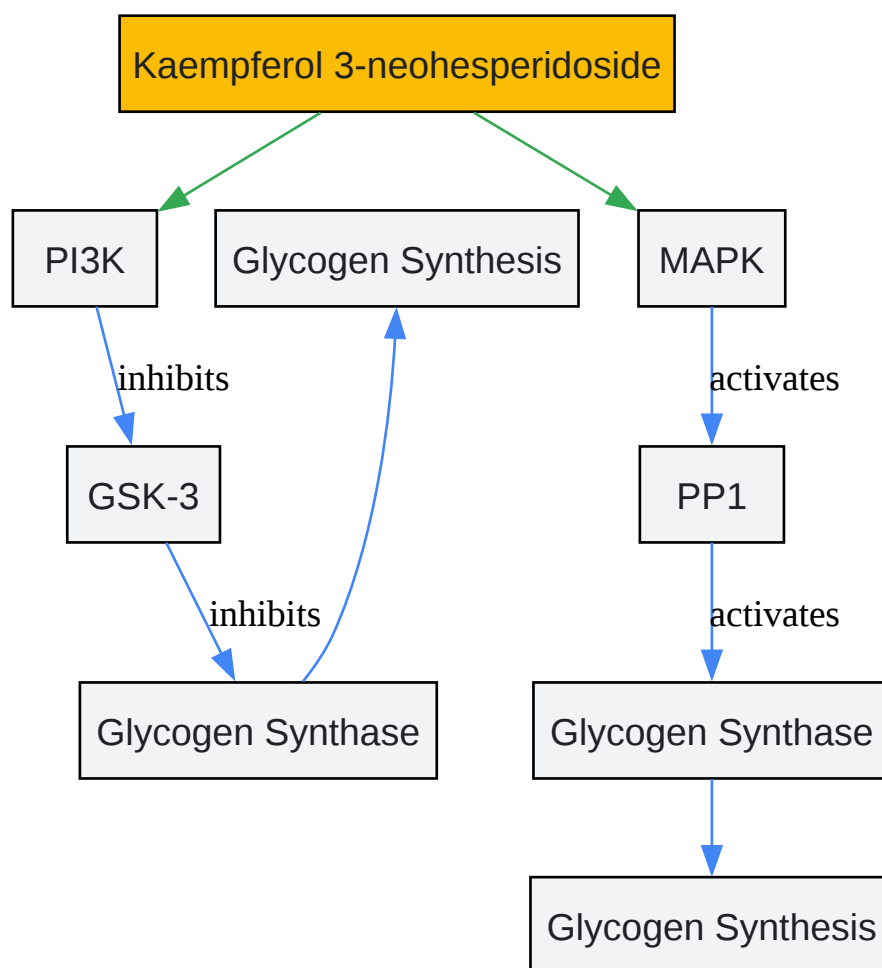 Kaempferol 3-neohesperidoside
PI3K
Glycogen Synthesis
MAPK
inhibits
activates
GSK-3
PP1
inhibits
activates
Glycogen Synthase
Glycogen Synthase
Glycogen Synthesis